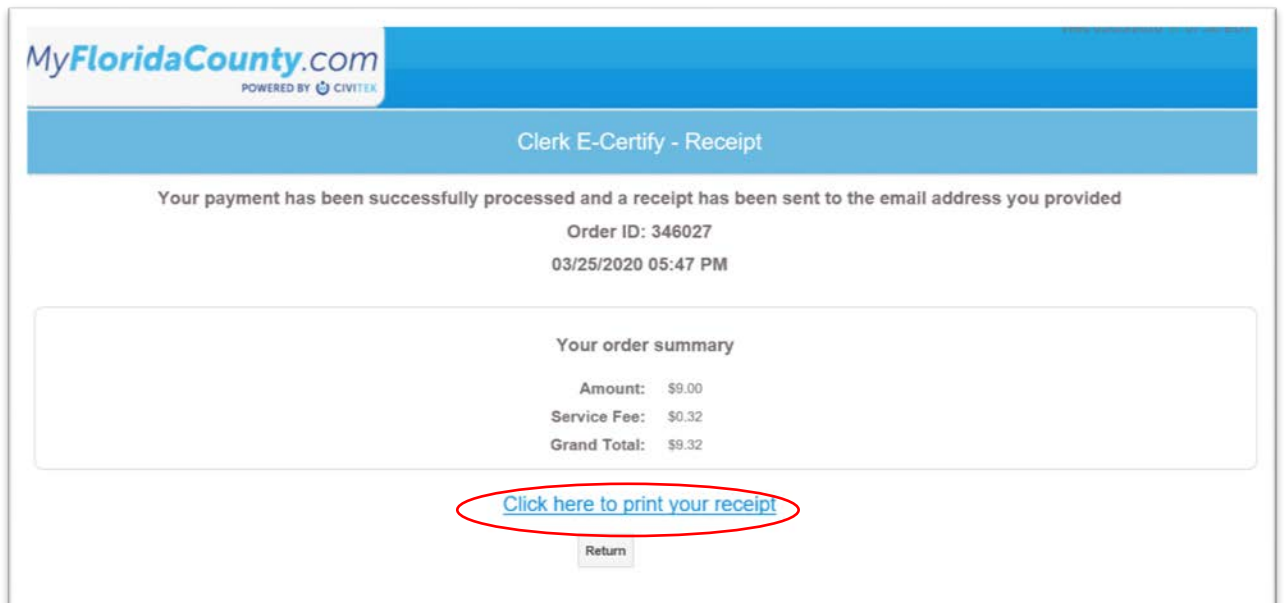 MyFloridaCounty.com
POWERED BY CIVITEK
Clerk E-Certify - Receipt
Your payment has been successfully processed and a receipt has been sent to the email address you provided
Order ID: 346027
03/25/2020 05:47 PM
Your order summary
Amount: $9.00
Service Fee: $0.32
Grand Total: $9.32
Click here to print your receipt
Return